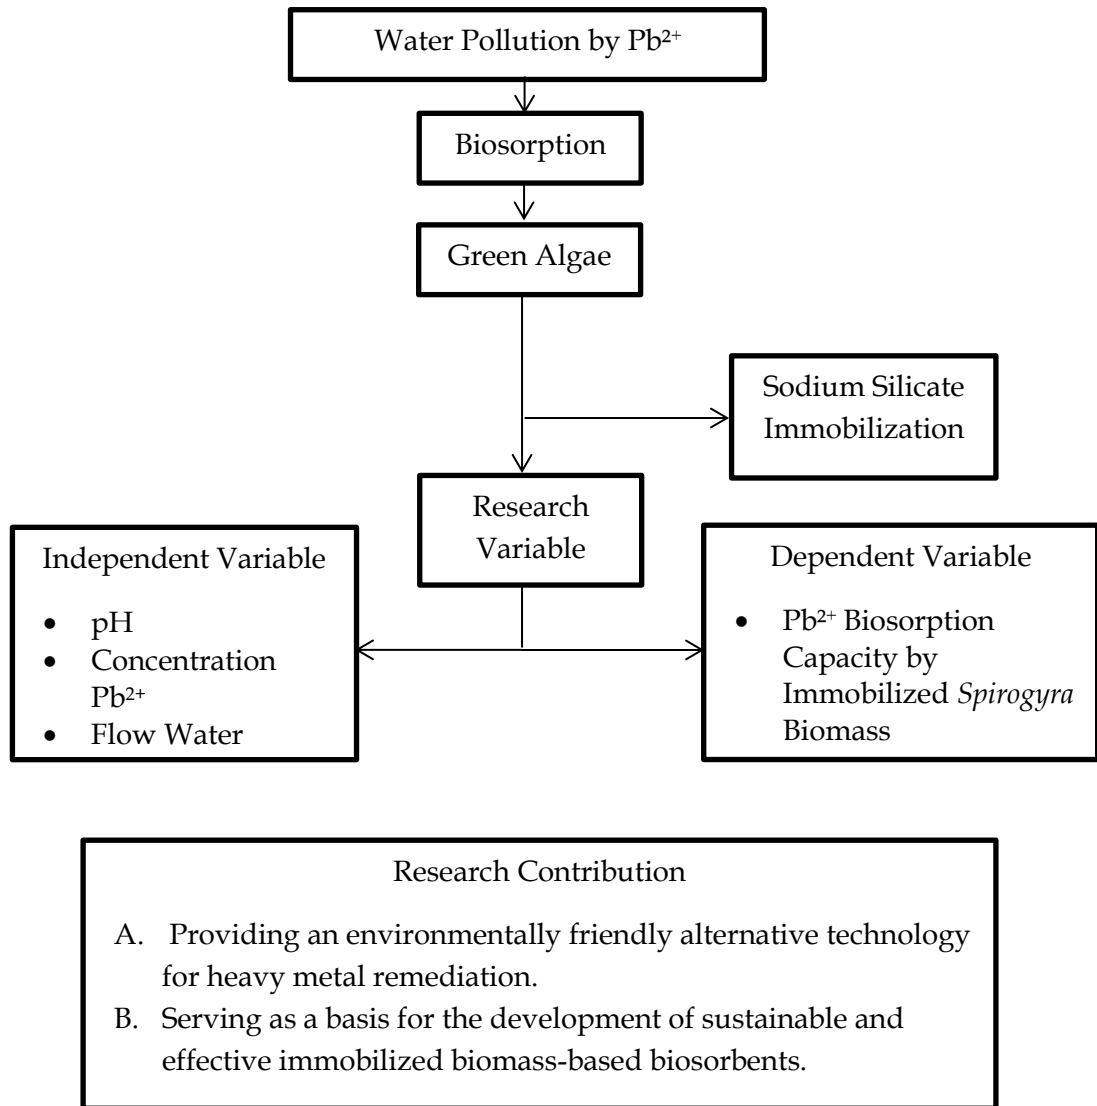 Water Pollution by Pb²⁺
Biosorption
Green Algae
Sodium Silicate
Immobilization
Research
Variable
Independent Variable
• pH
• Concentration
Pb²⁺
• Flow Water
Dependent Variable
• Pb²⁺ Biosorption
Capacity by
Immobilized Spirogyra
Biomass
Research Contribution
A. Providing an environmentally friendly alternative technology
for heavy metal remediation.
B. Serving as a basis for the development of sustainable and
effective immobilized biomass-based biosorbents.